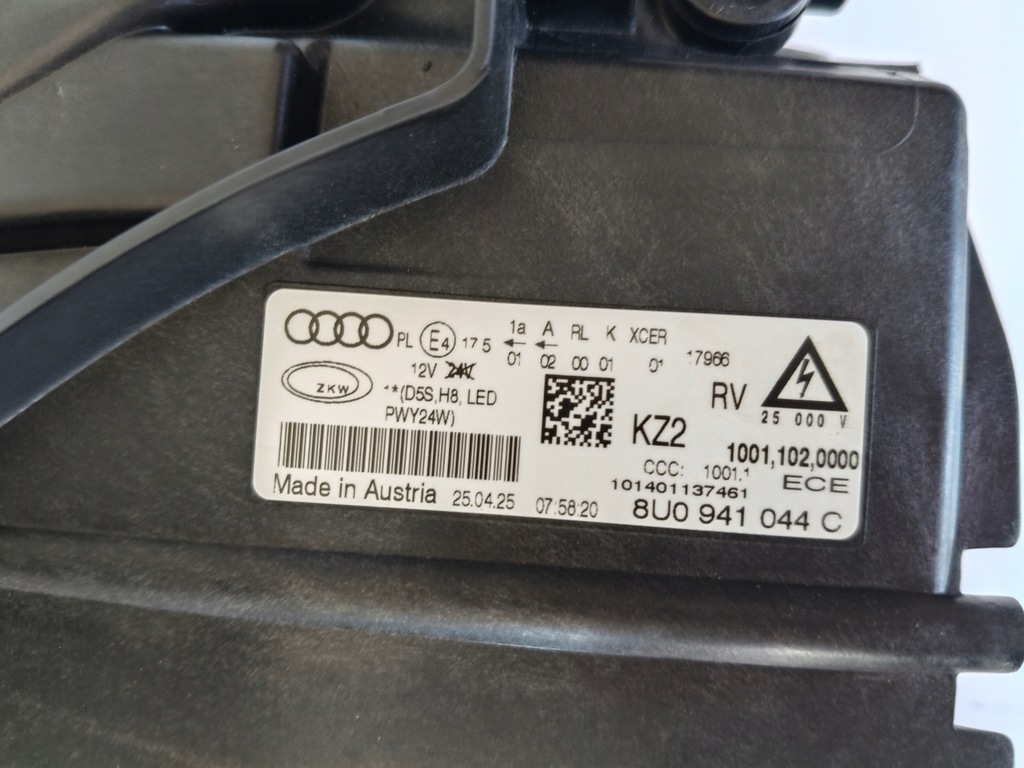 1a A RL K XCER
PL E4 17 5 ← ←
01 02 00 01 01 17966
12V 24V
ZKW
**(D5S, H8, LED
PWY24W)
RV
25 000 V
KZ2
1001,102,0000
CCC: 1001.1
ECE
101401137461
Made in Austria 25.04.25 07:58:20 8U0 941 044 C